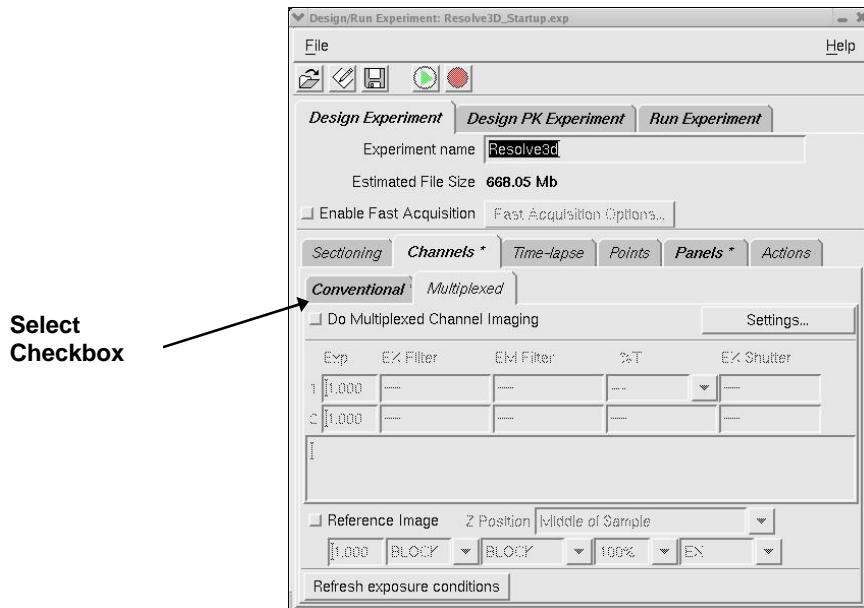 Design/Run Experiment: Resolve3D_Startup.exp
File Help
Design Experiment Design PK Experiment Run Experiment
Experiment name Resolve3d
Estimated File Size 668.05 Mb
Enable Fast Acquisition Fast Acquisition Options...
Sectioning Channels * Time-lapse Points Panels * Actions
Conventional Multiplexed
Select
Checkbox
Do Multiplexed Channel Imaging Settings...
Exp EX Filter EM Filter %T EX Shutter
1 1.000 ----- ----- ---- -----
2 1.000 ----- ----- -----
Reference Image Z Position Middle of Sample
1.000 BLOCK BLOCK 100% EX
Refresh exposure conditions